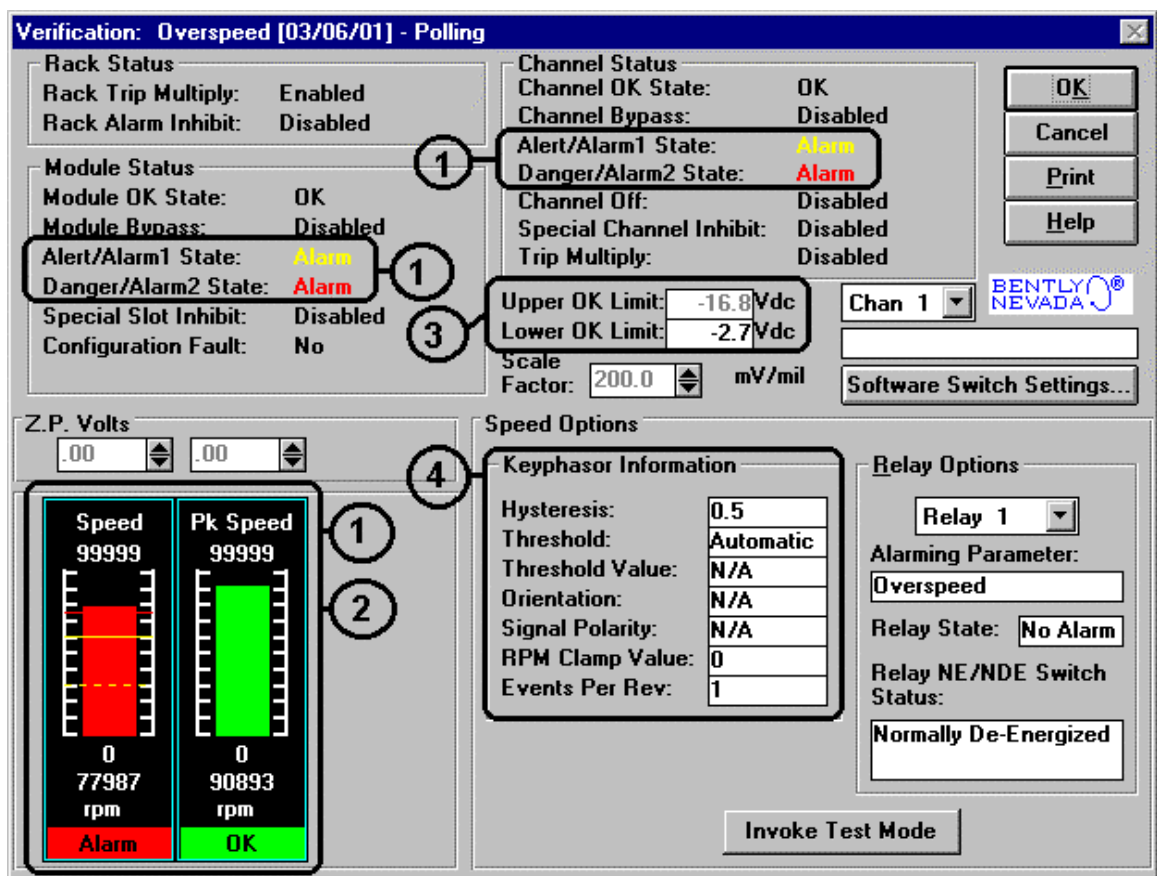 Verification: Overspeed [03/06/01] - Polling
Rack Status
Rack Trip Multiply: Enabled
Rack Alarm Inhibit: Disabled
Module Status
Module OK State: OK
Module Bypass: Disabled
Alert/Alarm1 State: Alarm
Danger/Alarm2 State: Alarm
1
Special Slot Inhibit: Disabled
Configuration Fault: No
Channel Status
Channel OK State: OK
Channel Bypass: Disabled
1
Alert/Alarm1 State: Alarm
Danger/Alarm2 State: Alarm
Channel Off: Disabled
Special Channel Inhibit: Disabled
Trip Multiply: Disabled
OK
Cancel
Print
Help
3
Upper OK Limit: -16.8 Vdc
Lower OK Limit: -2.7 Vdc
Scale
Factor: 200.0 mV/mil
Chan 1
BENTLY ®
NEVADA
Software Switch Settings...
Z.P. Volts
.00 .00
Speed
99999
0
77987
rpm
Alarm
Pk Speed
99999
0
90893
rpm
OK
1
2
Speed Options
4
Keyphasor Information
Hysteresis: 0.5
Threshold: Automatic
Threshold Value: N/A
Orientation: N/A
Signal Polarity: N/A
RPM Clamp Value: 0
Events Per Rev: 1
Relay Options
Relay 1
Alarming Parameter:
Overspeed
Relay State: No Alarm
Relay NE/NDE Switch
Status:
Normally De-Energized
Invoke Test Mode